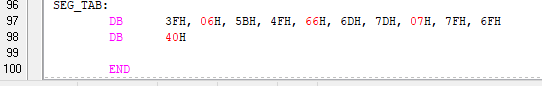 96 SEG_TAB:
97 DB 3FH, 06H, 5BH, 4FH, 66H, 6DH, 7DH, 07H, 7FH, 6FH
98 DB 40H
99
100 END